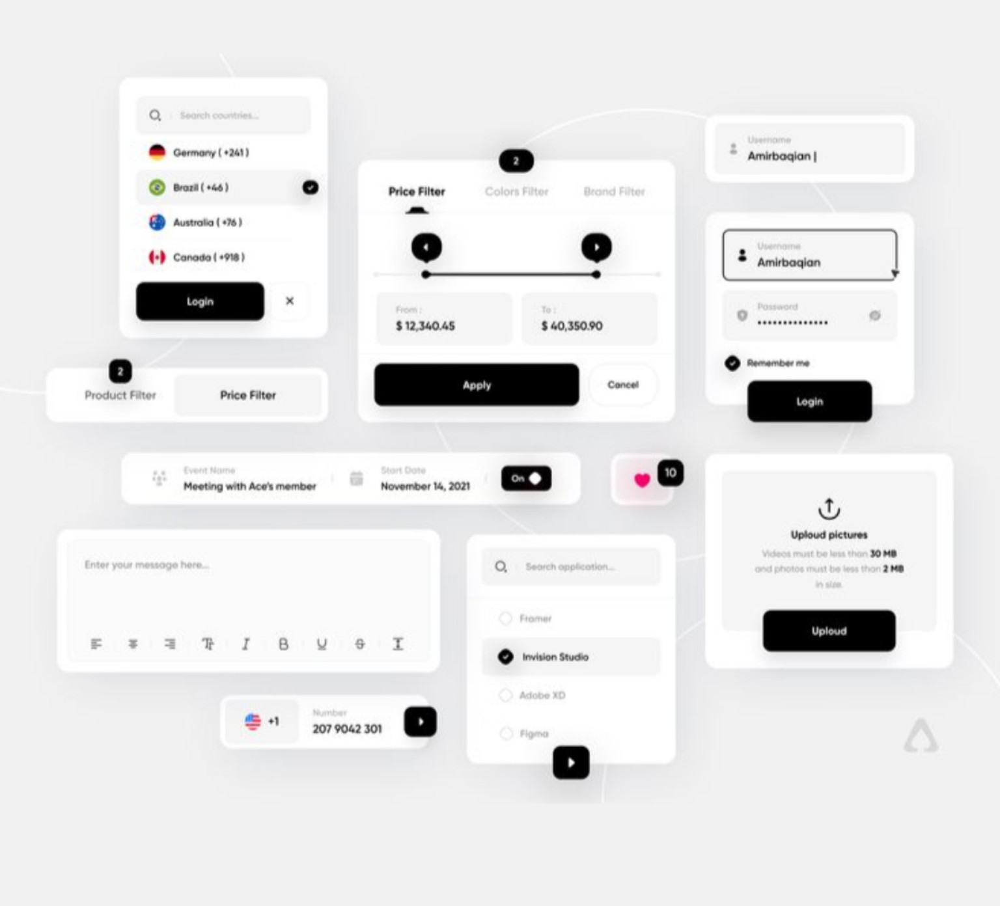 Search countries...
Germany ( +241 )
Brazil ( +46 )
Australia ( +76 )
Canada ( +918 )
Login
2
Product Filter
Price Filter
2
Price Filter
Colors Filter
Brand Filter
From :
$ 12,340.45
To :
$ 40,350.90
Apply
Cancel
Username
Amirbaqian |
Username
Amirbaqian
Password
Remember me
Login
Event Name
Meeting with Ace's member
Start Date
November 14, 2021
On
10
Enter your message here...
Tr
I
B
U
S
+1
Number
207 9042 301
Search application...
Framer
Invision Studio
Adobe XD
Figma
Uploud pictures
Videos must be less than 30 MB
and photos must be less than 2 MB
in size.
Uploud